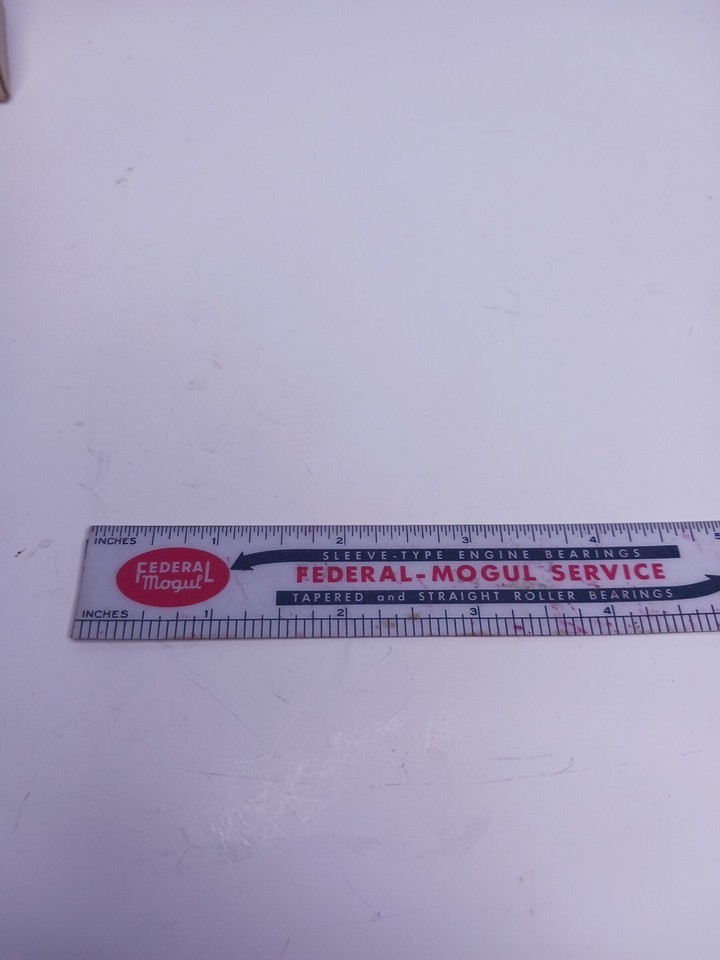 INCHES 1 2 3 4 5
FEDERAL
Mogul
SLEEVE-TYPE ENGINE BEARINGS
FEDERAL-MOGUL SERVICE
TAPERED and STRAIGHT ROLLER BEARINGS
INCHES 1 2 3 4